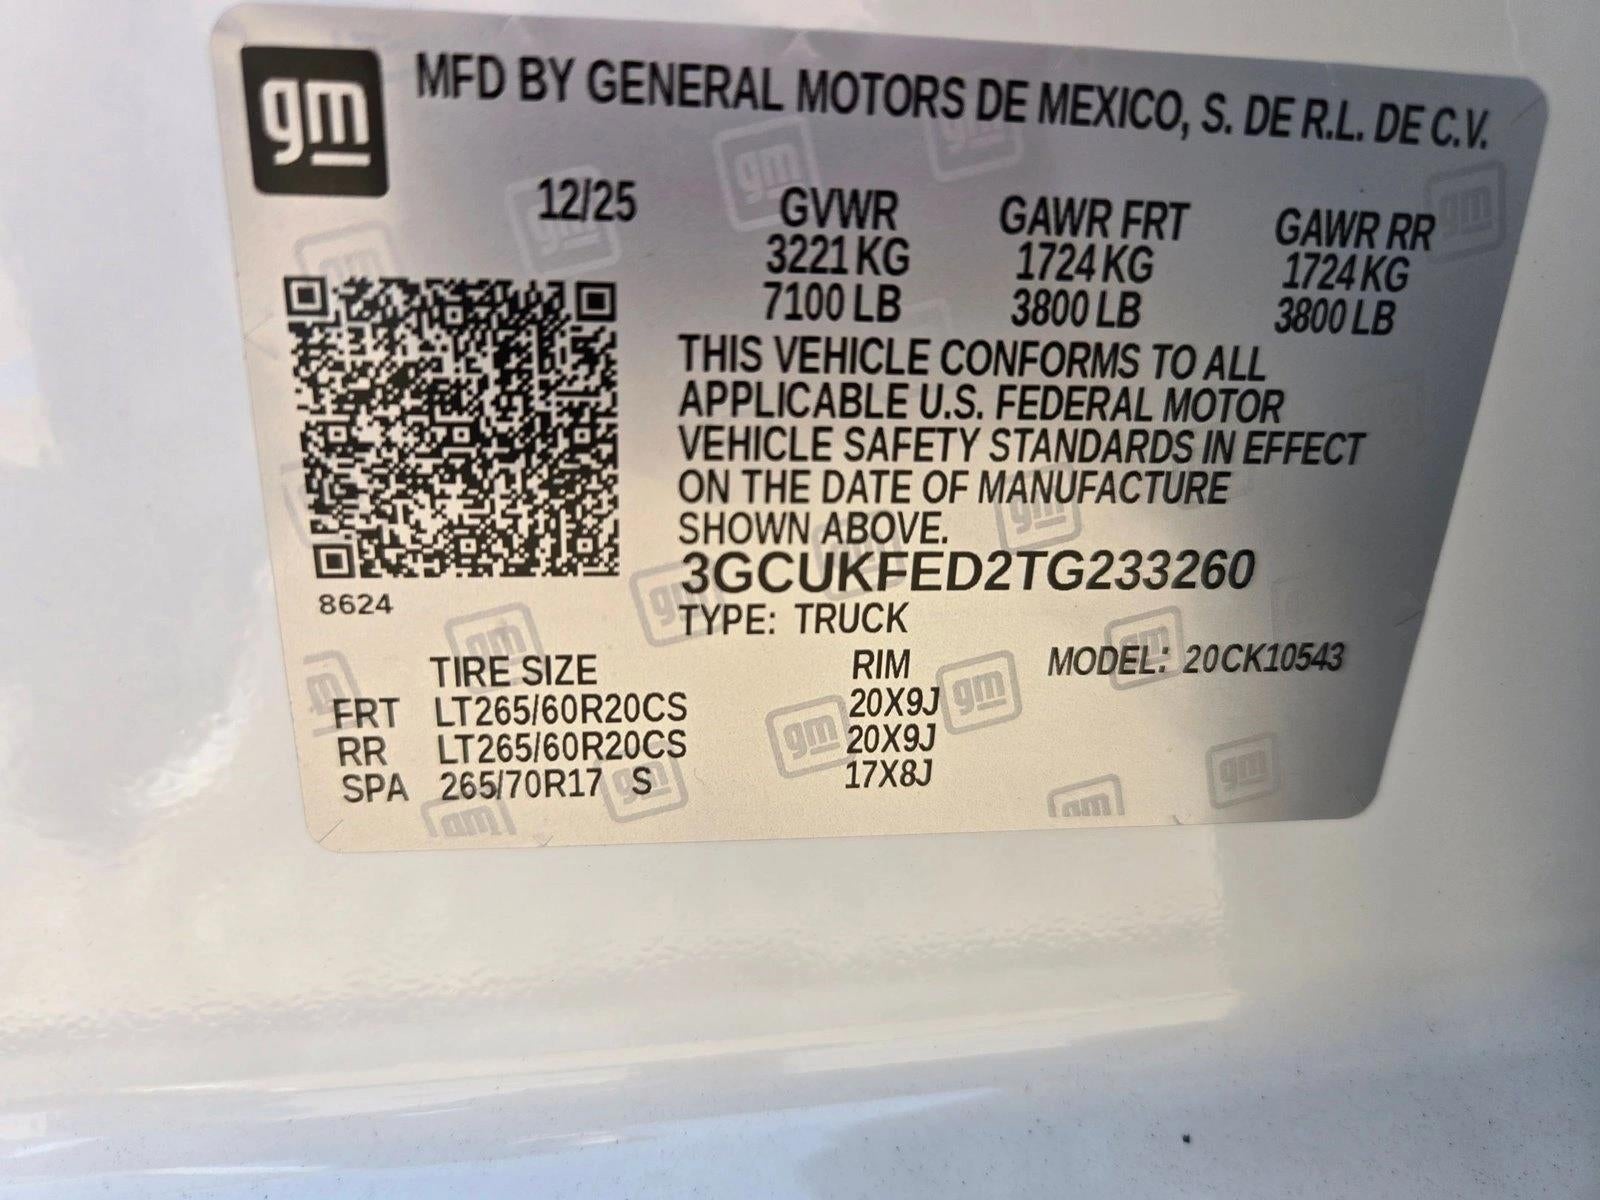 gm
MFD BY GENERAL MOTORS DE MEXICO, S. DE R.L. DE C.V.
12/25 GVWR GAWR FRT GAWR RR
3221 KG 1724 KG 1724 KG
7100 LB 3800 LB 3800 LB
THIS VEHICLE CONFORMS TO ALL
APPLICABLE U.S. FEDERAL MOTOR
VEHICLE SAFETY STANDARDS IN EFFECT
ON THE DATE OF MANUFACTURE
SHOWN ABOVE.
3GCUKFED2TG233260
8624
TYPE: TRUCK
TIRE SIZE RIM MODEL: 20CK10543
FRT LT265/60R20CS 20X9J
RR LT265/60R20CS 20X9J
SPA 265/70R17 S 17X8J